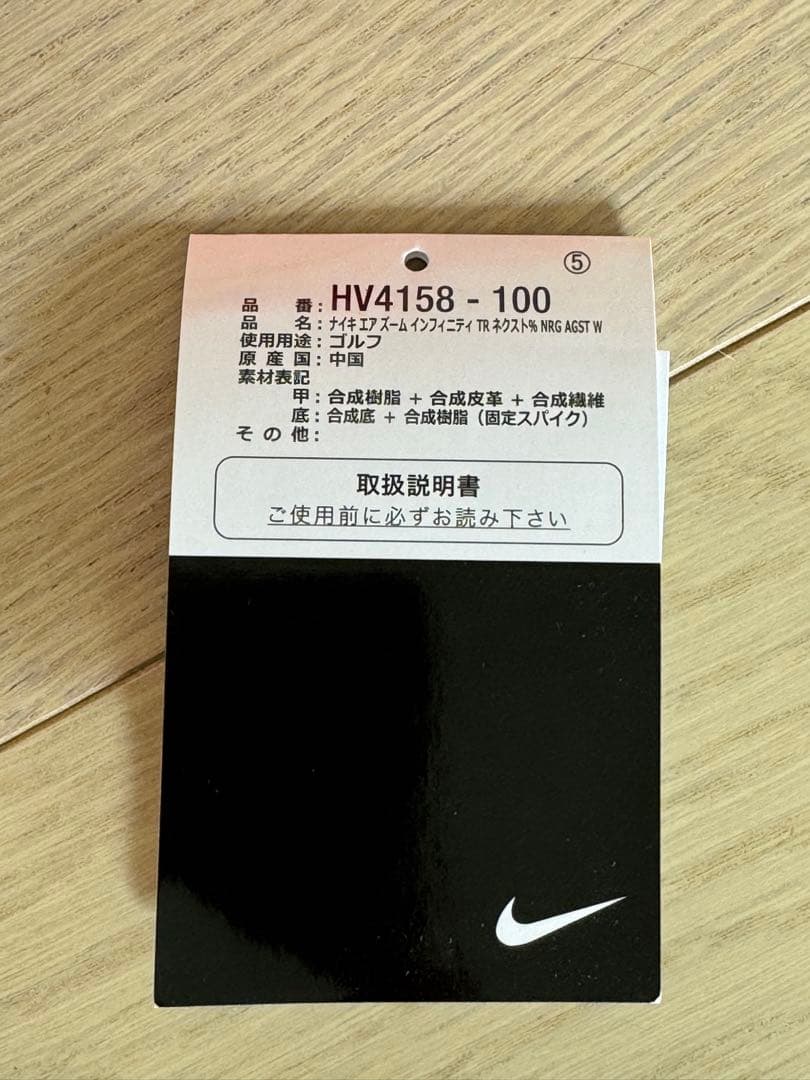 ⑤
品 番 : HV4158 - 100
品 名 : ナイキ エア ズーム インフィニティ TR ネクスト% NRG AGST W
使用用途 : ゴルフ
原 産 国 : 中国
素材表記
甲 : 合成樹脂 + 合成皮革 + 合成繊維
底 : 合成底 + 合成樹脂 (固定スパイク)
そ の 他 :
取扱説明書
ご使用前に必ずお読み下さい